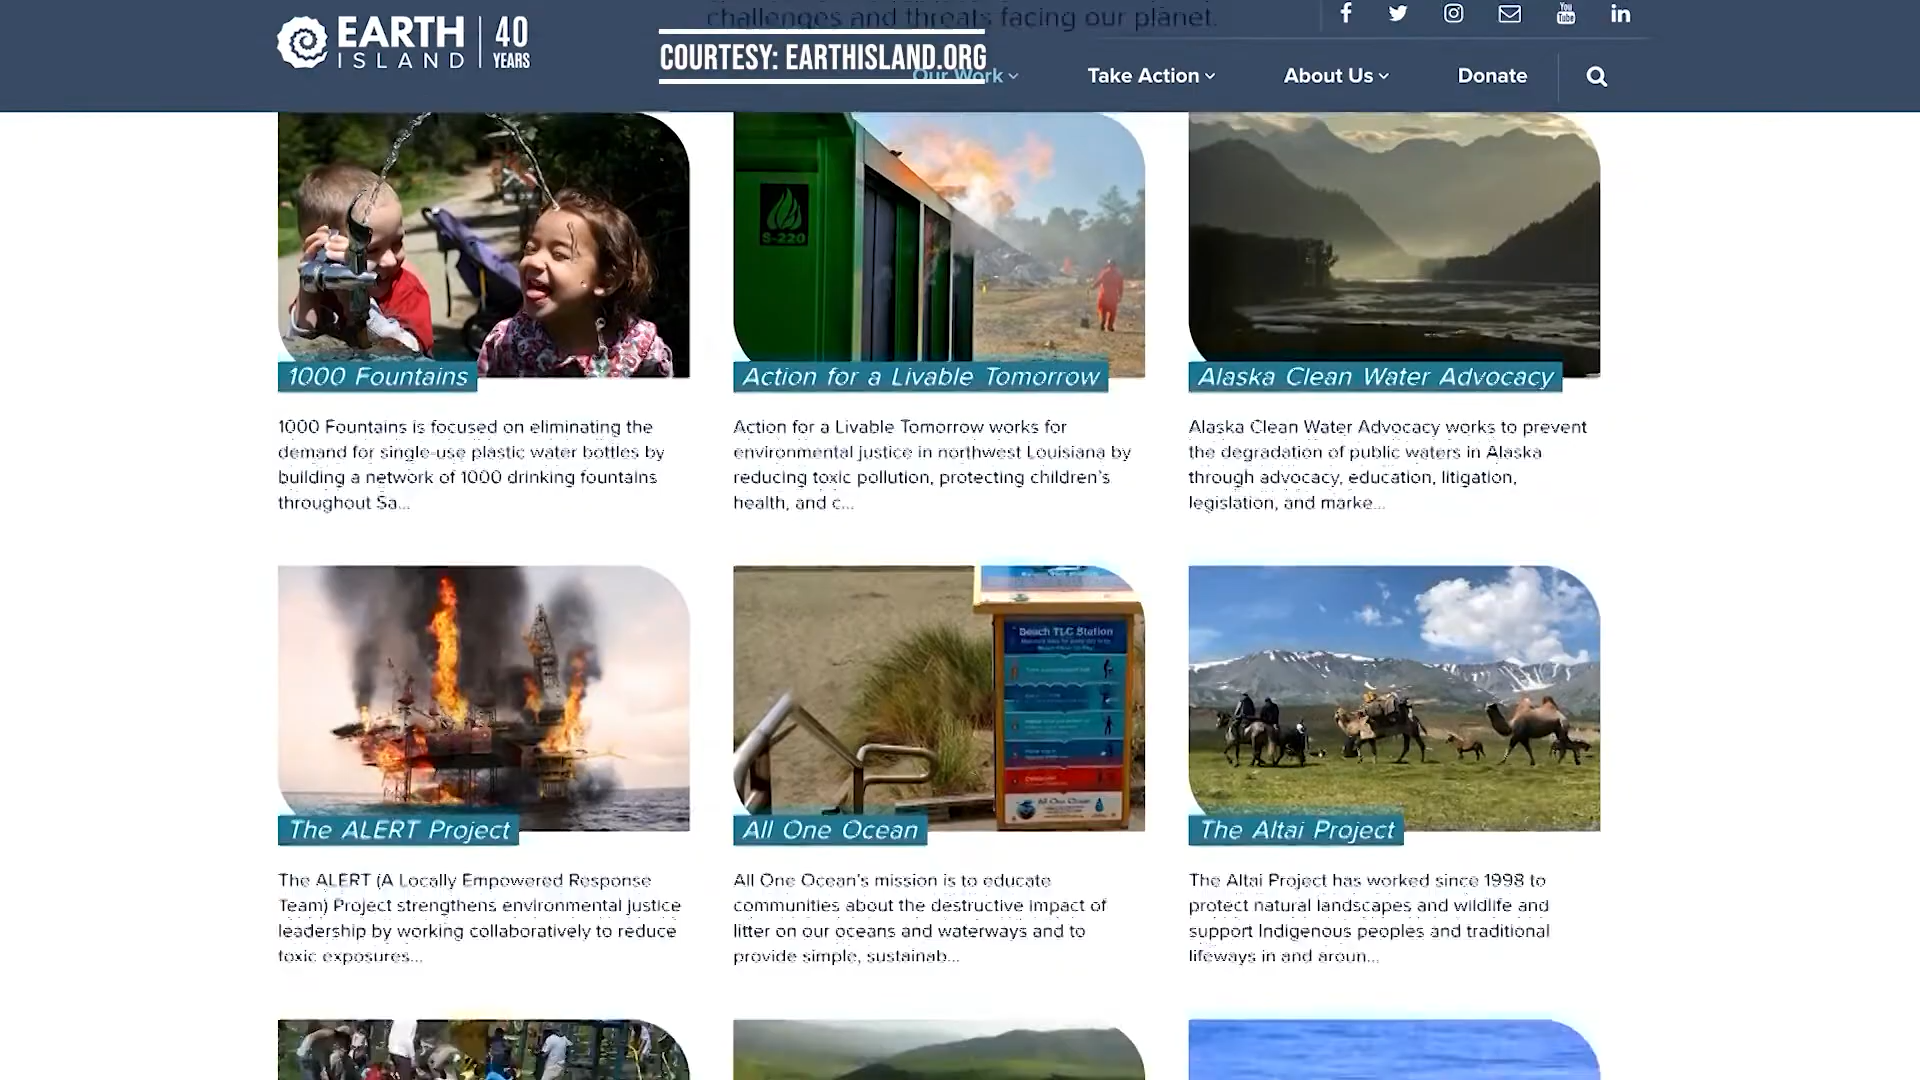 challenges and threats facing our planet.
EARTH
ISLAND
40
YEARS
COURTESY: EARTHISLAND.ORG
Our Work
Take Action
About Us
Donate
S-220
1000 Fountains
Action for a Livable Tomorrow
Alaska Clean Water Advocacy
1000 Fountains is focused on eliminating the
demand for single-use plastic water bottles by
building a network of 1000 drinking fountains
throughout Sa...
Action for a Livable Tomorrow works for
environmental justice in northwest Louisiana by
reducing toxic pollution, protecting children's
health, and c...
Alaska Clean Water Advocacy works to prevent
the degradation of public waters in Alaska
through advocacy, education, litigation,
legislation, and marke...
Beach TLC Station
All One Ocean
The ALERT Project
All One Ocean
The Altai Project
The ALERT (A Locally Empowered Response
Team) Project strengthens environmental justice
leadership by working collaboratively to reduce
toxic exposures...
All One Ocean's mission is to educate
communities about the destructive impact of
litter on our oceans and waterways and to
provide simple, sustainab...
The Altai Project has worked since 1998 to
protect natural landscapes and wildlife and
support Indigenous peoples and traditional
lifeways in and aroun...